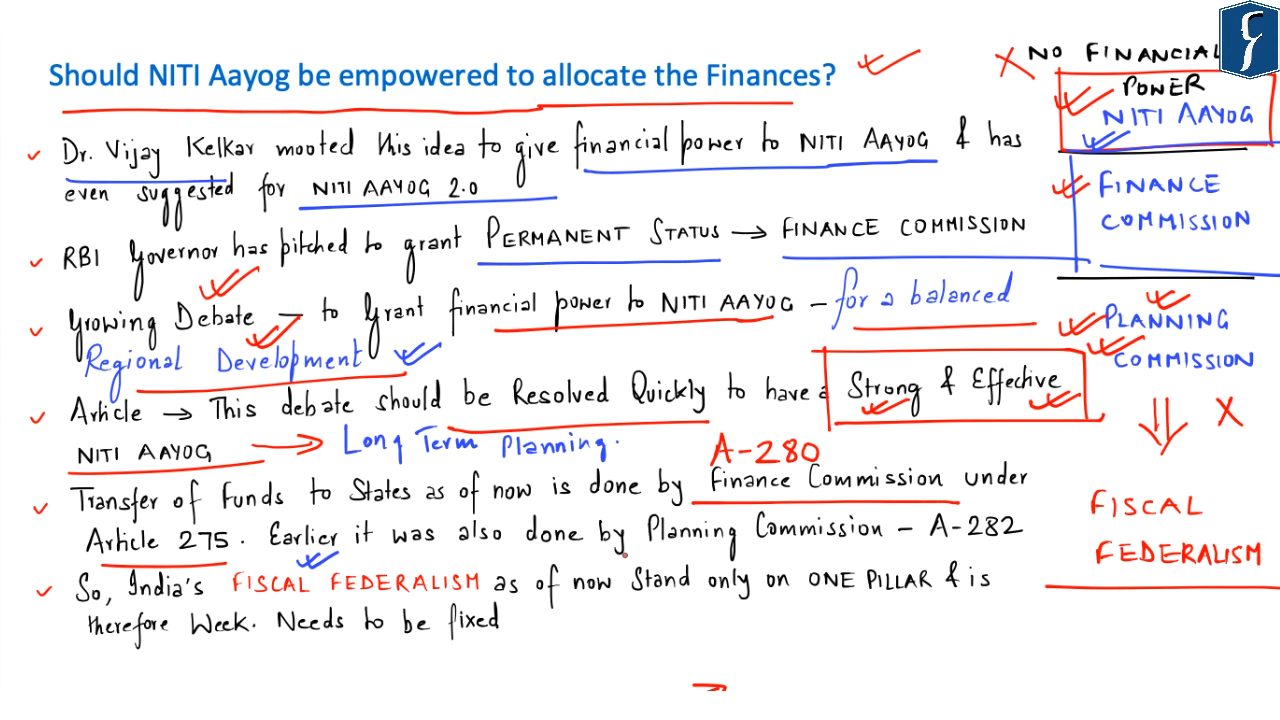 Should NITI Aayog be empowered to allocate the Finances?
Dr. Vijay Kelkar mooted this idea to give financial power to NITI AAYOG & has
even suggested for NITI AAYOG 2.0
RBI Governor has pitched to grant PERMANENT STATUS → FINANCE COMMISSION
Growing Debate – to Grant financial power to NITI AAYOG – for a balanced
Regional Development
Article → This debate should be Resolved Quickly to have a Strong & Effective
NITI AAYOG → Long Term Planning.
A-280
Transfer of Funds to States as of now is done by Finance Commission under
Article 275. Earlier it was also done by Planning Commission – A-282
So, India's FISCAL FEDERALISM as of now Stand only on ONE PILLAR & is
therefore Week. Needs to be fixed
X NO FINANCIAL
POWER
NITI AAYOG
FINANCE
COMMISSION
PLANNING
COMMISSION
⇓ X
FISCAL
FEDERALISM